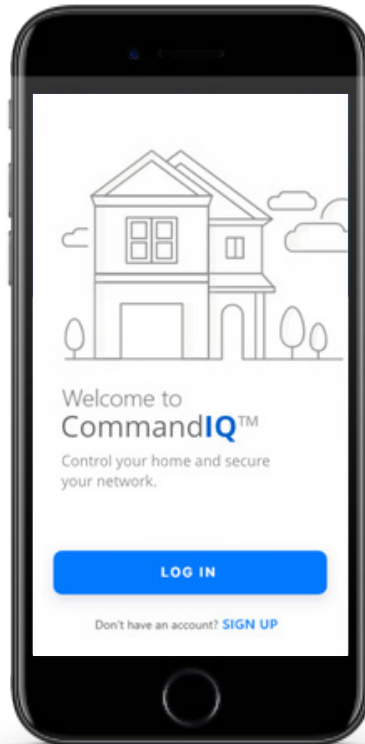 Welcome to
CommandIQ™
Control your home and secure
your network.
LOG IN
Don't have an account? SIGN UP